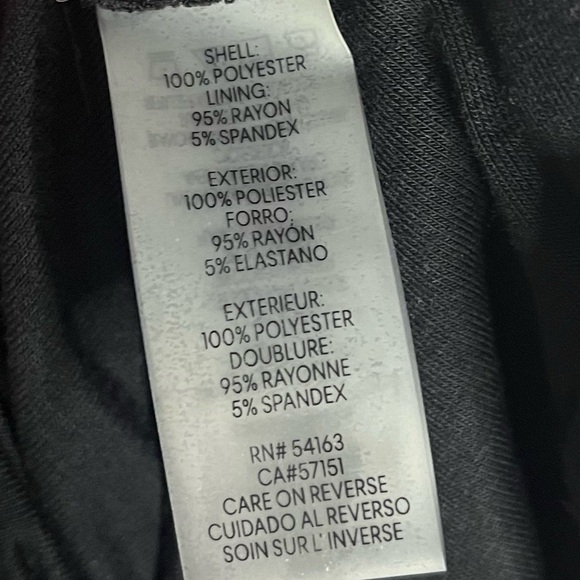 SHELL:
100% POLYESTER
LINING:
95% RAYON
5% SPANDEX
EXTERIOR:
100% POLIESTER
FORRO:
95% RAYÓN
5% ELASTANO
EXTERIEUR:
100% POLYESTER
DOUBLURE:
95% RAYONNE
5% SPANDEX
RN# 54163
CA#57151
CARE ON REVERSE
CUIDADO AL REVERSO
SOIN SUR L'INVERSE